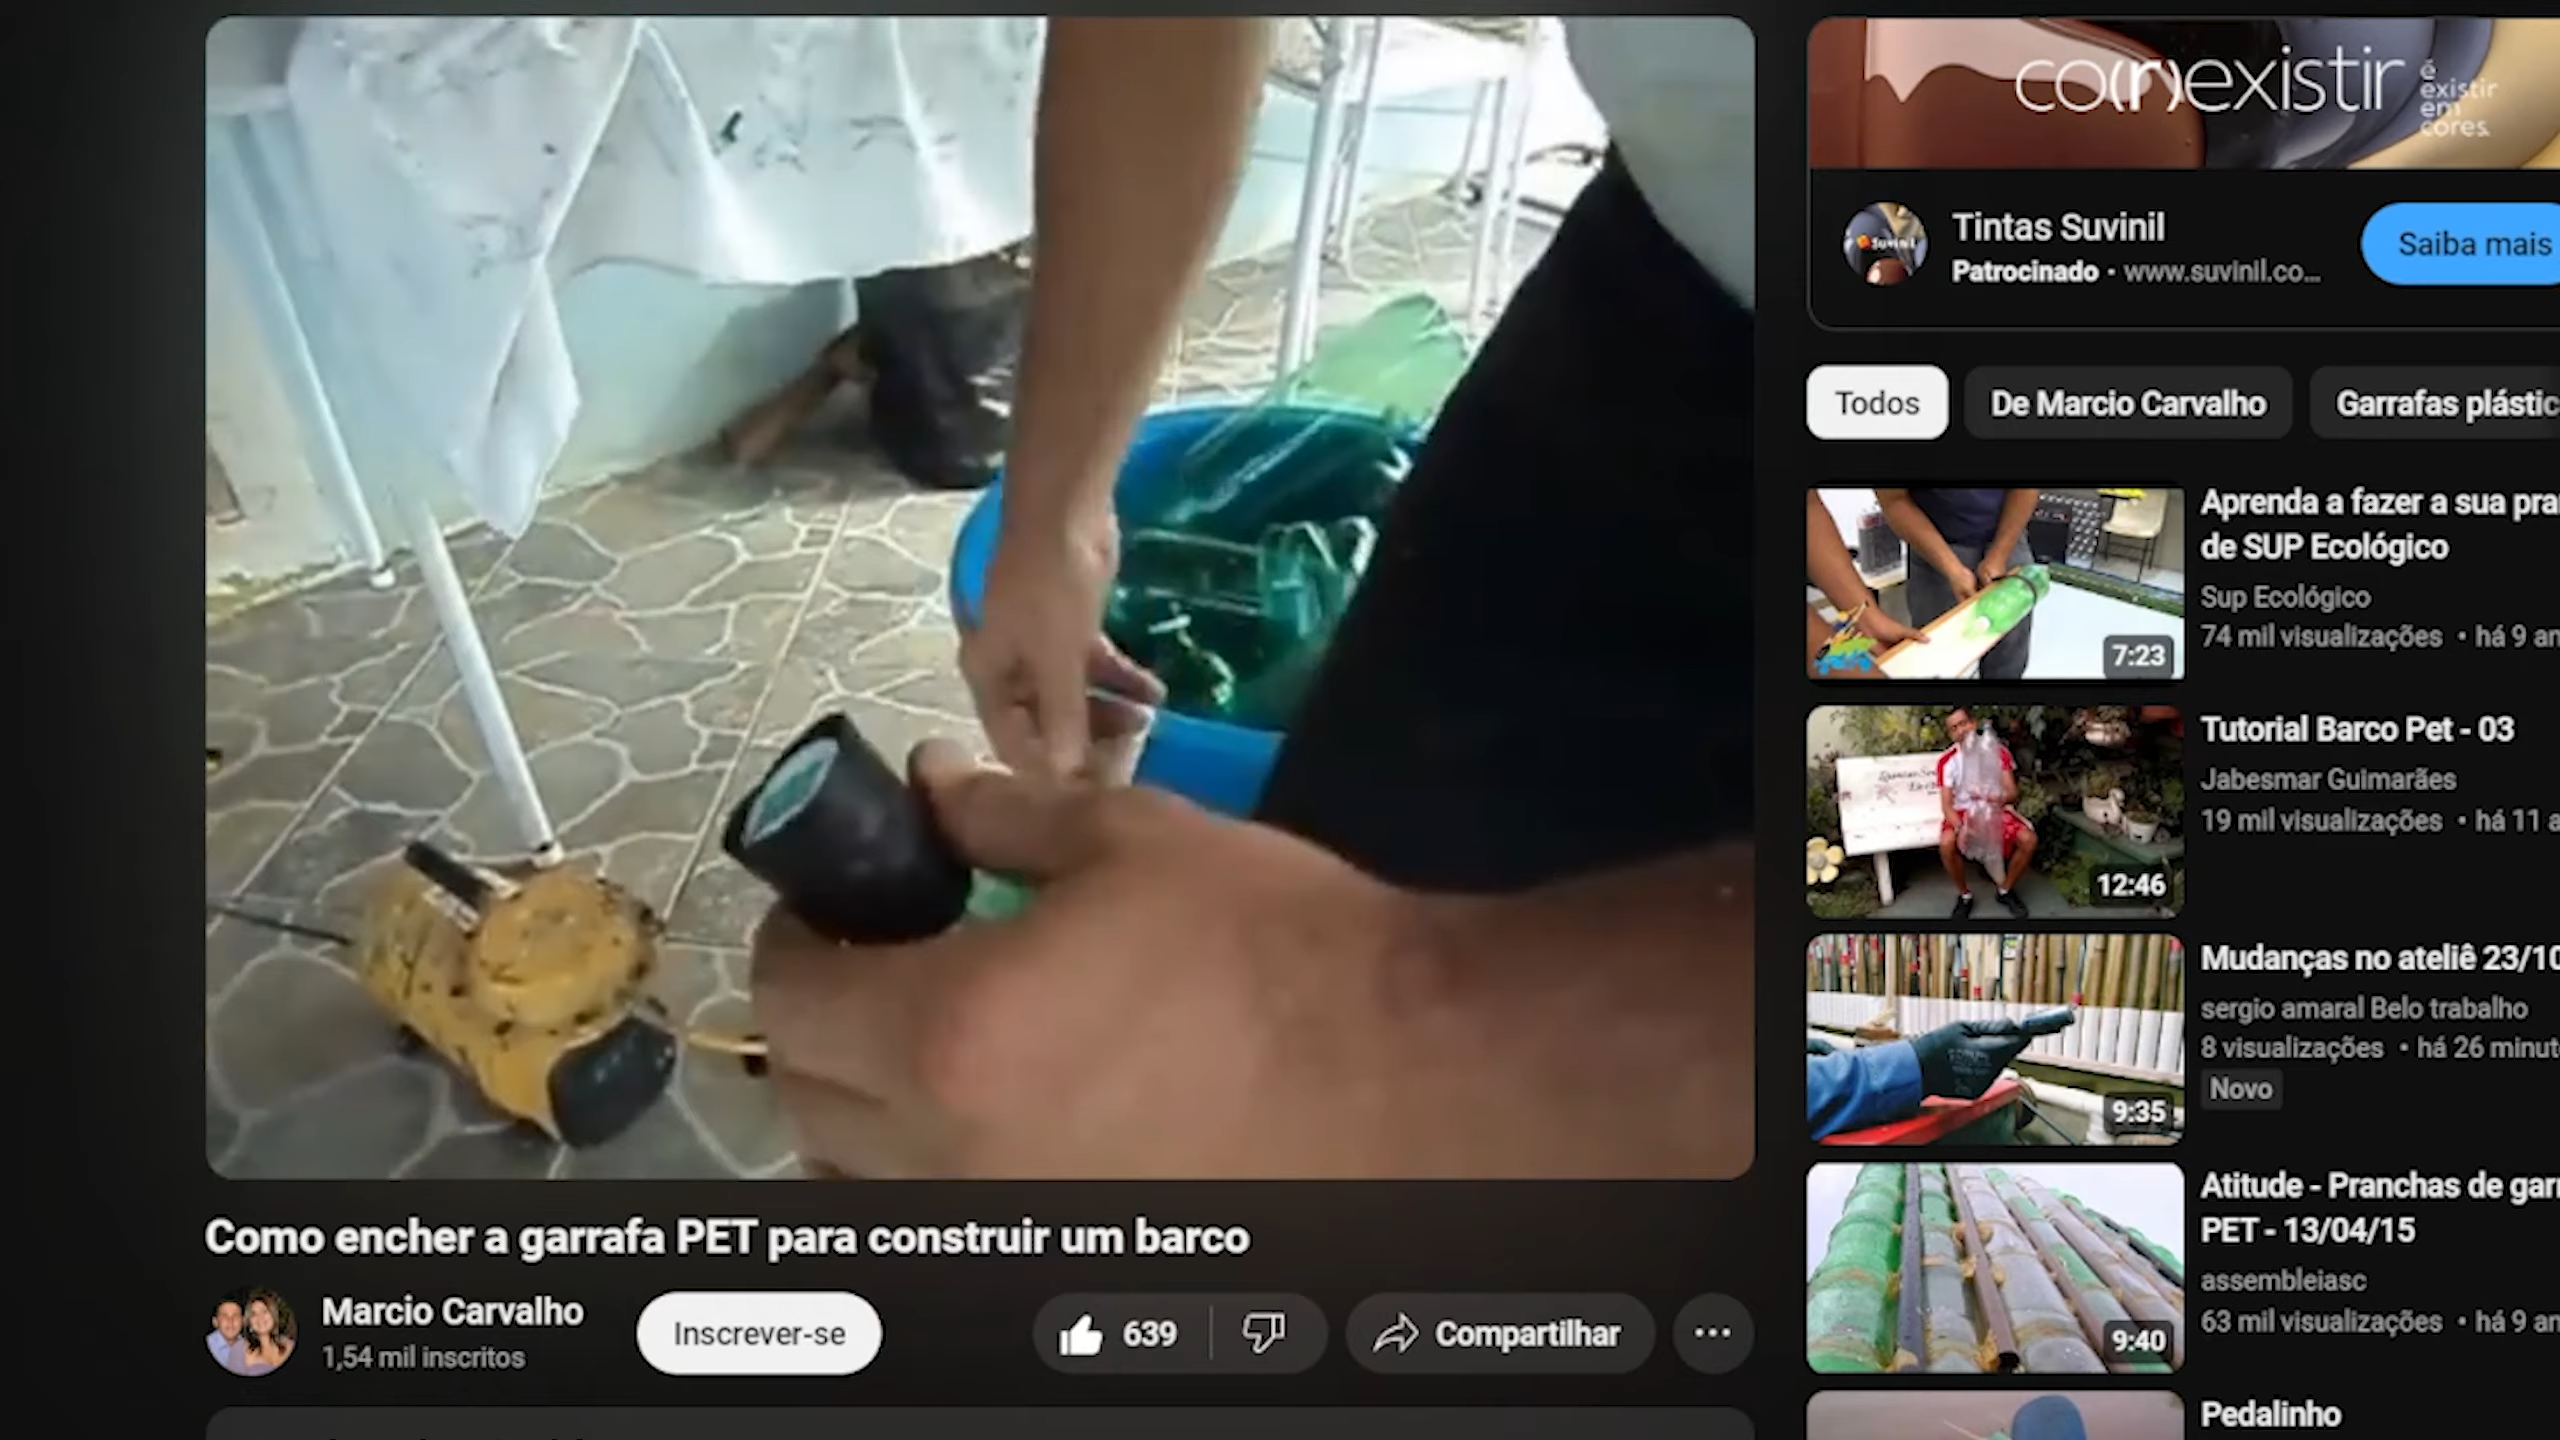 co(r)existir
é
existir
em
cores.
Tintas Suvinil
Patrocinado • www.suvinil.co...
Saiba mais
Todos
De Marcio Carvalho
Garrafas plástic
Aprenda a fazer a sua pra
de SUP Ecológico
Sup Ecológico
74 mil visualizações • há 9 an
7:23
Tutorial Barco Pet - 03
Jabesmar Guimarães
19 mil visualizações • há 11 a
12:46
Mudanças no ateliê 23/10
sergio amaral Belo trabalho
8 visualizações • há 26 minut
Novo
9:35
Atitude - Pranchas de gar
PET - 13/04/15
assembleiasc
63 mil visualizações • há 9 an
9:40
Pedalinho
Como encher a garrafa PET para construir um barco
Marcio Carvalho
1,54 mil inscritos
Inscrever-se
639
Compartilhar